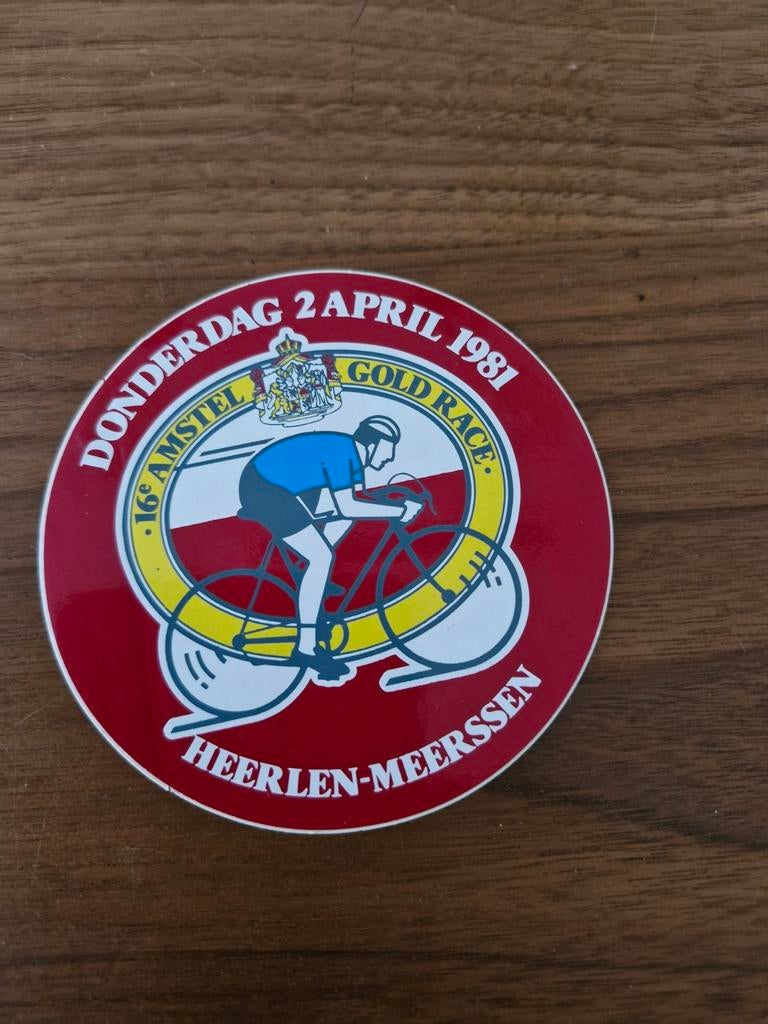 DONDERDAG 2 APRIL 1981
· 16e AMSTEL GOLD RACE ·
HEERLEN-MEERSSEN